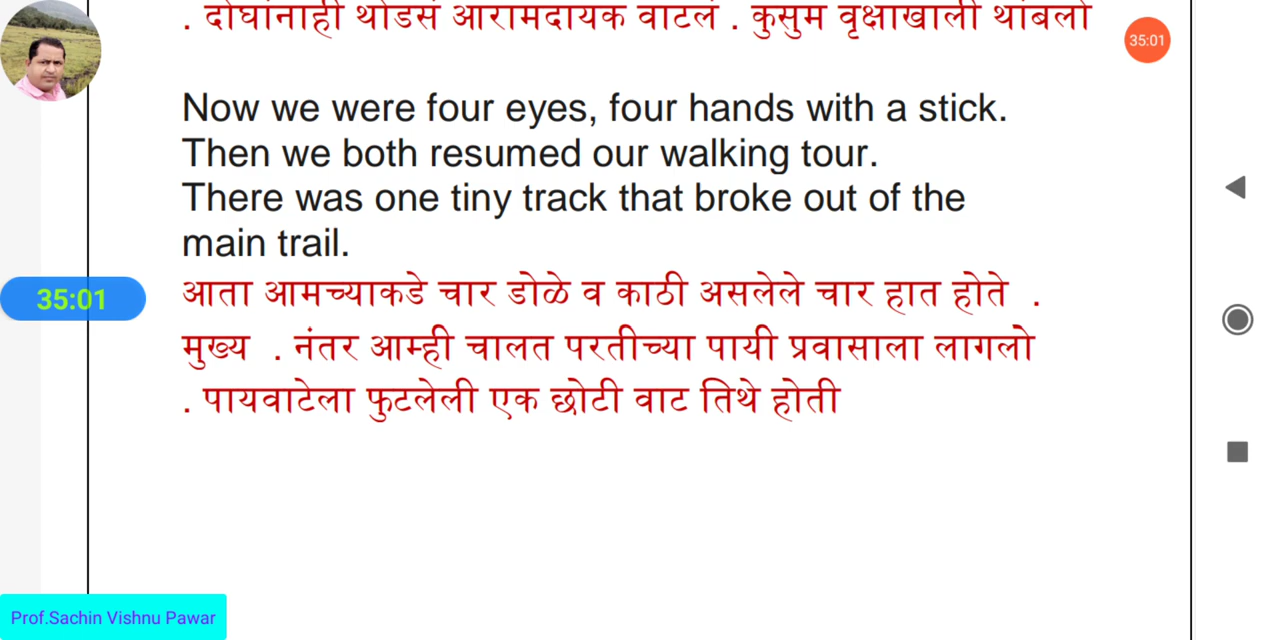 . दोघांनाही थोडसं आरामदायक वाटलं . कुसुम वृक्षाखाली थांबलो
35:01
Now we were four eyes, four hands with a stick.
Then we both resumed our walking tour.
There was one tiny track that broke out of the
main trail.
35:01
आता आमच्याकडे चार डोळे व काठी असलेले चार हात होते .
मुख्य . नंतर आम्ही चालत परतीच्या पायी प्रवासाला लागलो
. पायवाटेला फुटलेली एक छोटी वाट तिथे होती
Prof.Sachin Vishnu Pawar